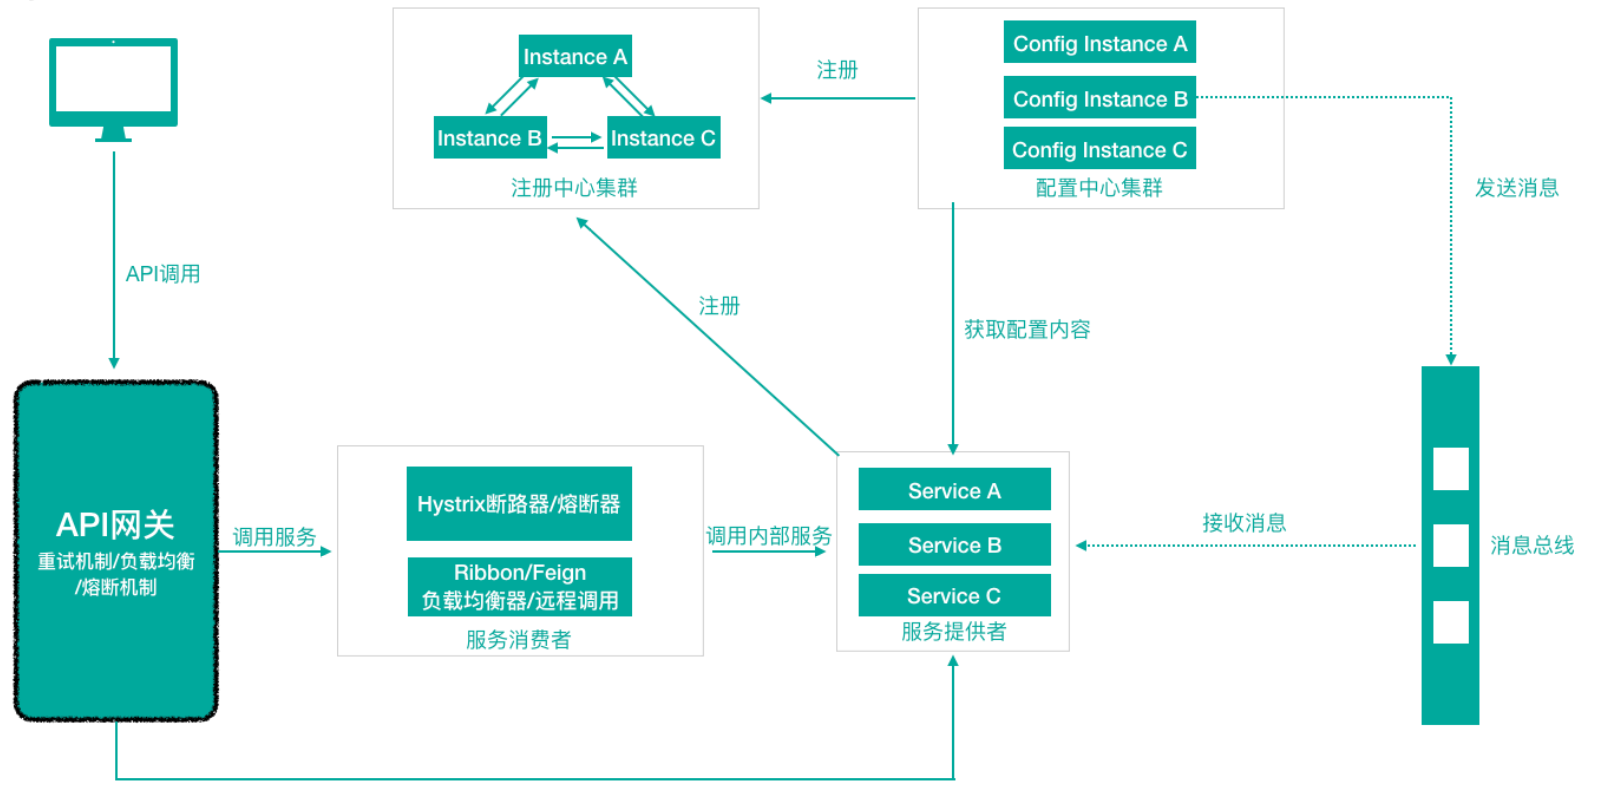 Instance A
Instance B
Instance C
注册中心集群
注册
Config Instance A
Config Instance B
Config Instance C
配置中心集群
发送消息
API调用
注册
获取配置内容
API网关
重试机制/负载均衡
/熔断机制
调用服务
Hystrix断路器/熔断器
Ribbon/Feign
负载均衡器/远程调用
服务消费者
调用内部服务
Service A
Service B
Service C
服务提供者
接收消息
消息总线